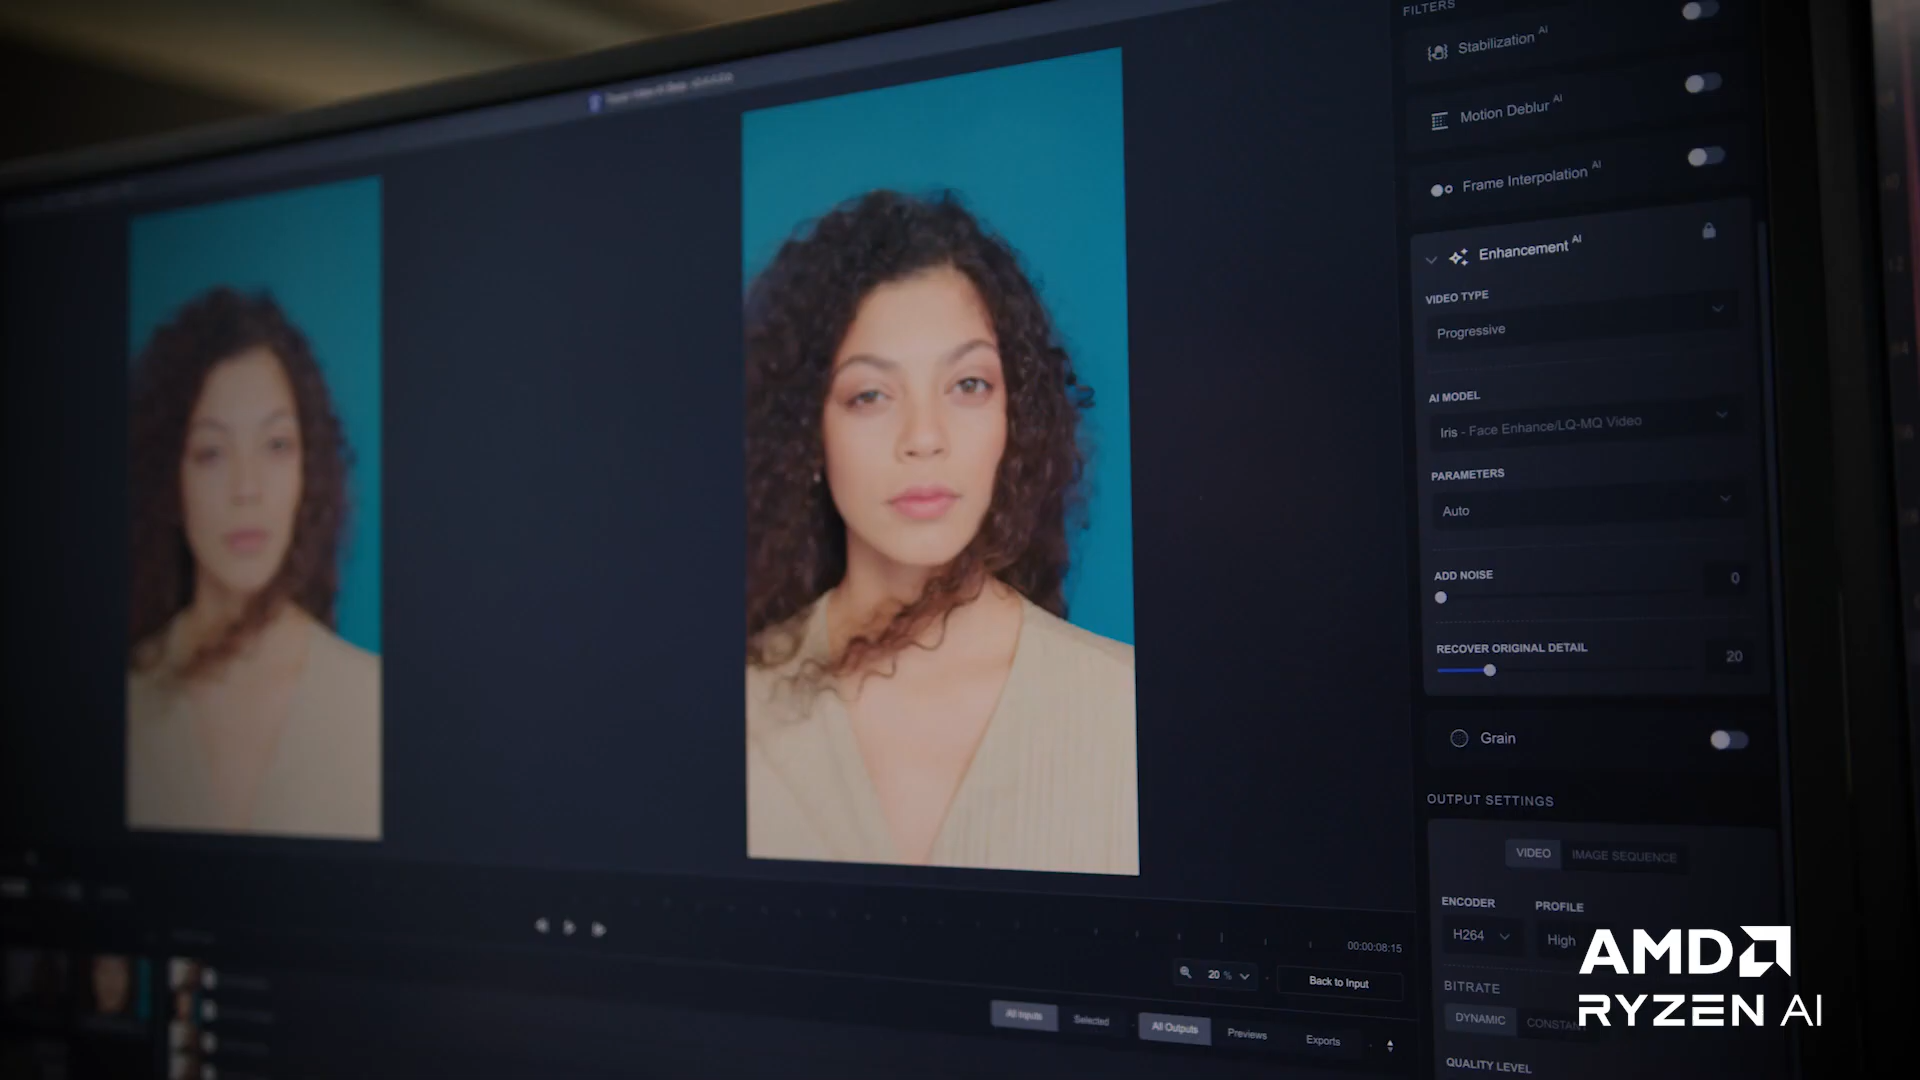 FILTERS
Stabilization AI
Motion Deblur AI
Frame Interpolation AI
Enhancement AI
VIDEO TYPE
Progressive
AI MODEL
Iris - Face Enhance/LQ-MQ Video
PARAMETERS
Auto
ADD NOISE
0
RECOVER ORIGINAL DETAIL
20
Grain
OUTPUT SETTINGS
VIDEO IMAGE SEQUENCE
ENCODER PROFILE
H264 High
BITRATE
DYNAMIC
QUALITY LEVEL
00:00:08:15
20 % Back to Input
All Inputs Selected All Outputs Previews Exports
AMD
RYZEN AI